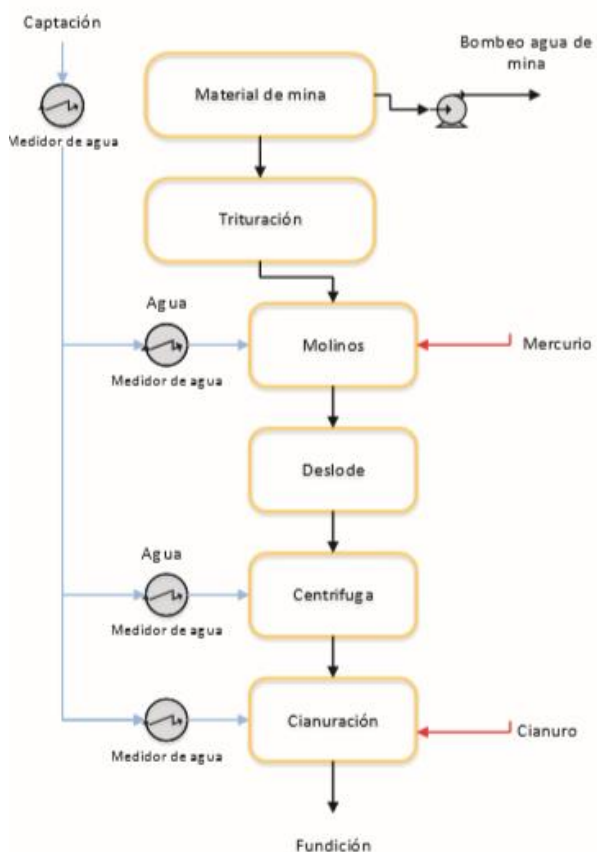 Captación
Bombeo agua de
mina
Material de mina
Medidor de agua
Trituración
Agua
Molinos
Mercurio
Medidor de agua
Deslode
Agua
Centrifuga
Medidor de agua
Cianuración
Cianuro
Medidor de agua
Fundición